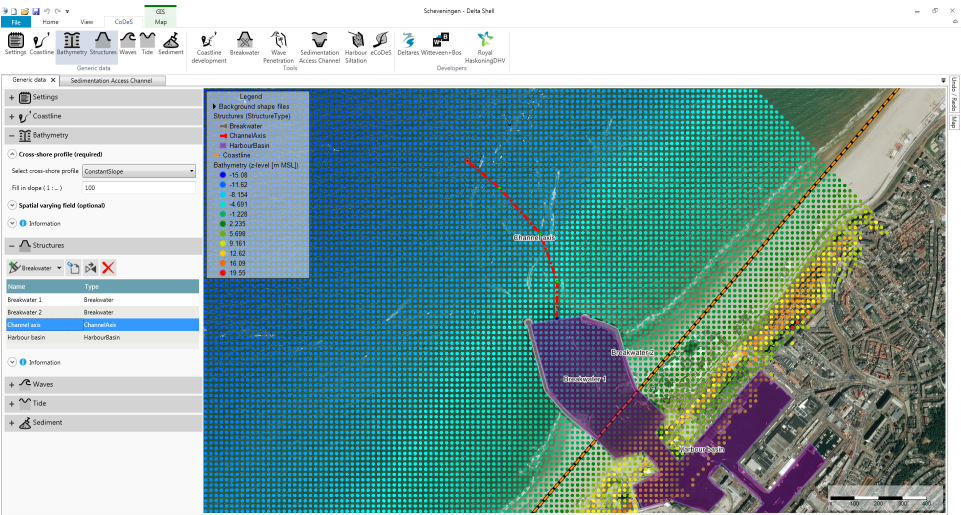 Scheveningen - Delta Shell
File Home View CoDeS GIS Map
Settings Coastline Bathymetry Structures Waves Tide Sediment
Generic data
Coastline development Breakwater Wave Penetration Sedimentation Access Channel Harbour Siltation eCoDeS
Tools
Deltares Witteveen+Bos Royal HaskoningDHV
Developers
Generic data Sedimentation Access Channel
Undo / Redo
Map
Settings
Coastline
Bathymetry
Cross-shore profile (required)
Select cross-shore profile ConstantSlope
Fill in slope ( 1 : ... ) 100
Spatial varying field (optional)
Information
Structures
Breakwater
Name Type
Breakwater 1 Breakwater
Breakwater 2 Breakwater
Channel axis ChannelAxis
Harbour basin HarbourBasin
Information
Waves
Tide
Sediment
Legend
Background shape files
Structures (StructureType)
Breakwater
ChannelAxis
HarbourBasin
Coastline
Bathymetry (z-level [m MSL])
-15.08
-11.62
-8.154
-4.691
-1.228
2.235
5.698
9.161
12.62
16.09
19.55
Channel axis
Breakwater 2
Breakwater 1
Harbour basin
0 100 200 300 400